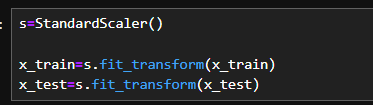 :
s=StandardScaler()
x_train=s.fit_transform(x_train)
x_test=s.fit_transform(x_test)